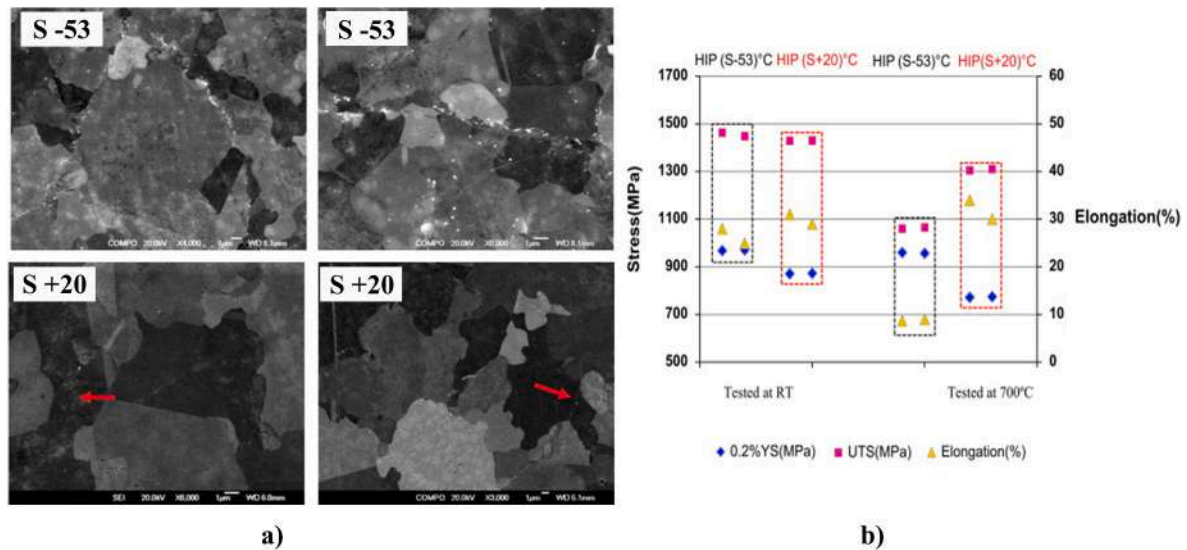 S -53
S -53
COMPO 20.0kV X4,000 1µm WD 6.1mm
COMPO 20.0kV 1µm WD 6.1mm
S +20
S +20
SEI 20.0kV X6,000 1µm WD 6.0mm
COMPO 20.0kV X3,000 1µm WD 6.1mm
a)
HIP (S-53)°C HIP(S+20)°C HIP (S-53)°C HIP(S+20)°C
1700
1500
1300
1100
900
700
500
Stress(MPa)
60
50
40
30
20
10
0
Elongation(%)
Tested at RT Tested at 700°C
0.2%YS(MPa) UTS(MPa) Elongation(%)
b)